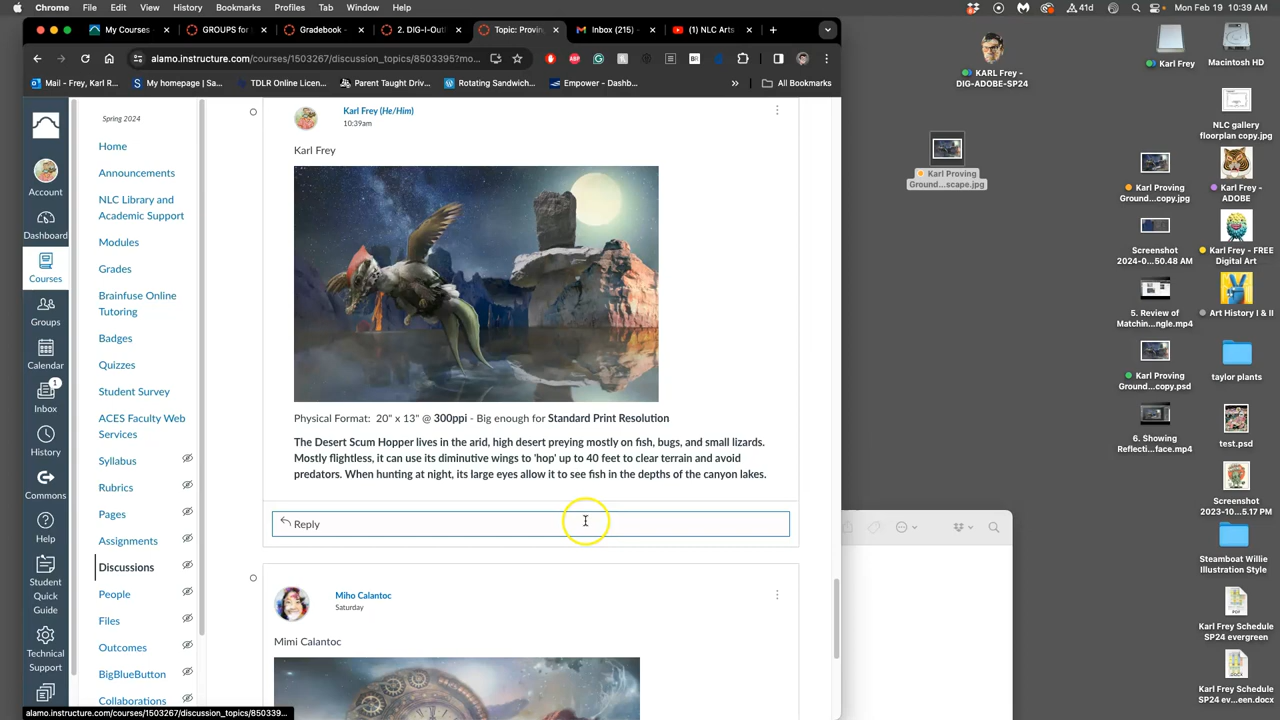 Chrome File Edit View History Bookmarks Profiles Tab Window Help
41d
Mon Feb 19 10:39 AM
My Courses
GROUPS for
Gradebook -
2. DIG-I-Outl
Topic: Provin
Inbox (215) -
(1) NLC Arts
alamo.instructure.com/courses/1503267/discussion_topics/8503395?mo...
Mail - Frey, Karl R...
My homepage | Sa...
TDLR Online Licen...
Parent Taught Driv...
Rotating Sandwich...
Empower - Dashb...
»
All Bookmarks
Account
Dashboard
Courses
Groups
Calendar
1
Inbox
History
Commons
Help
Student
Quick
Guide
Technical
Support
Spring 2024
Home
Announcements
NLC Library and
Academic Support
Modules
Grades
Brainfuse Online
Tutoring
Badges
Quizzes
Student Survey
ACES Faculty Web
Services
Syllabus
Rubrics
Pages
Assignments
Discussions
People
Files
Outcomes
BigBlueButton
Collaborations
Karl Frey (He/Him)
10:39am
Karl Frey
Physical Format: 20" x 13" @ 300ppi - Big enough for Standard Print Resolution
The Desert Scum Hopper lives in the arid, high desert preying mostly on fish, bugs, and small lizards.
Mostly flightless, it can use its diminutive wings to 'hop' up to 40 feet to clear terrain and avoid
predators. When hunting at night, its large eyes allow it to see fish in the depths of the canyon lakes.
Reply
Miho Calantoc
Saturday
Mimi Calantoc
alamo.instructure.com/courses/1503267/discussion_topics/850339...
KARL Frey -
DIG-ADOBE-SP24
Karl Proving
Ground...scape.jpg
Karl Frey
Macintosh HD
NLC gallery
floorplan copy.jpg
Karl Proving
Ground...copy.jpg
Karl Frey -
ADOBE
Screenshot
2024-0...50.48 AM
Karl Frey - FREE
Digital Art
5. Review of
Matchin...ngle.mp4
Art History I & II
Karl Proving
Ground...copy.psd
taylor plants
6. Showing
Reflecti...face.mp4
test.psd
Screenshot
2023-10...5.17 PM
Steamboat Willie
Illustration Style
PDF
Karl Frey Schedule
SP24 evergreen
Karl Frey Schedule
SP24 ev...een.docx